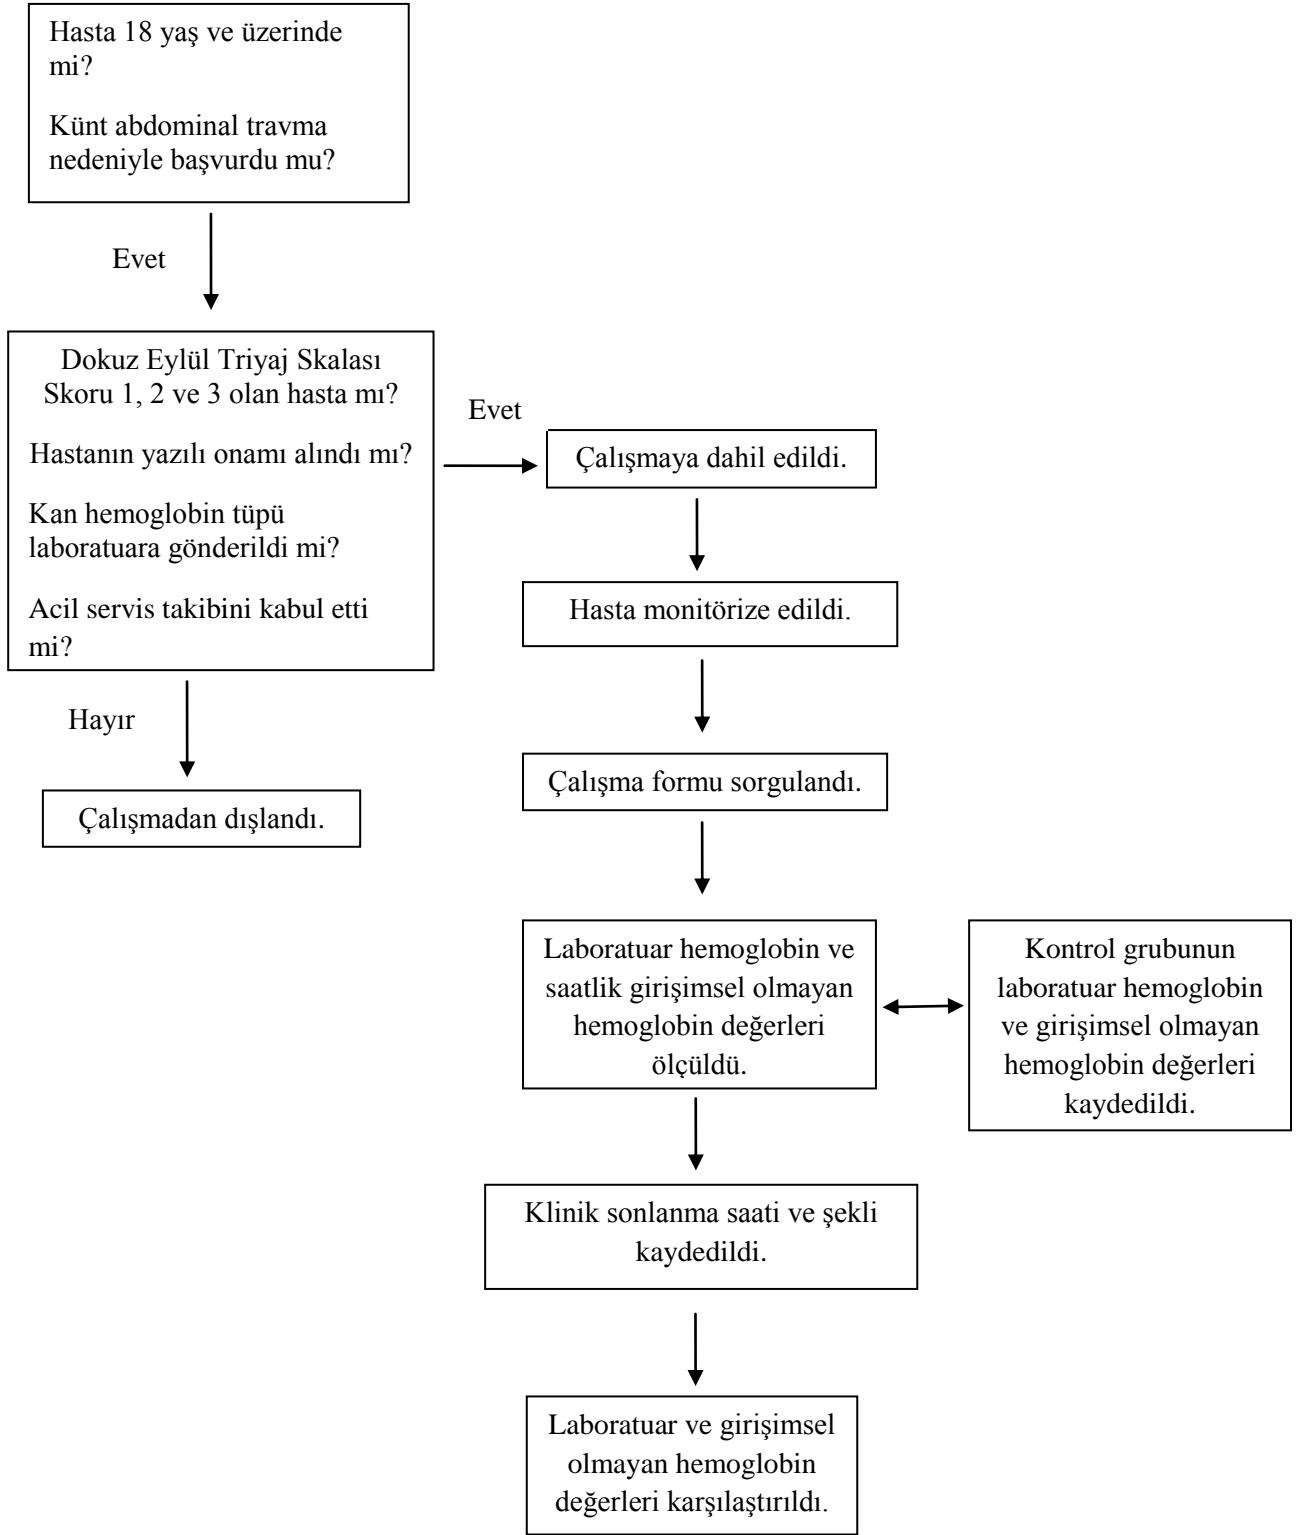 Hasta 18 yaş ve üzerinde
mi?
Künt abdominal travma
nedeniyle başvurdu mu?
Evet
Dokuz Eylül Triyaj Skalası
Skoru 1, 2 ve 3 olan hasta mı?
Hastanın yazılı onamı alındı mı?
Kan hemoglobin tüpü
laboratuara gönderildi mi?
Acil servis takibini kabul etti
mi?
Evet
Çalışmaya dahil edildi.
Hasta monitörize edildi.
Hayır
Çalışmadan dışlandı.
Çalışma formu sorgulandı.
Laboratuar hemoglobin ve
saatlik girişimsel olmayan
hemoglobin değerleri
ölçüldü.
Kontrol grubunun
laboratuar hemoglobin
ve girişimsel olmayan
hemoglobin değerleri
kaydedildi.
Klinik sonlanma saati ve şekli
kaydedildi.
Laboratuar ve girişimsel
olmayan hemoglobin
değerleri karşılaştırıldı.